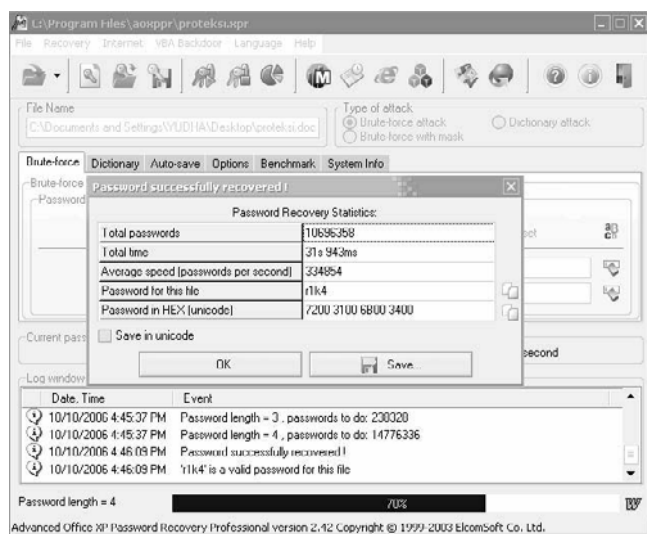 C:\Program Files\aoxppr\proteksi.xpr
File Recovery Internet VBA Backdoor Language Help
File Name
Type of attack
C:\Documents and Settings\YUDHA\Desktop\proteksi.doc
Brute-force attack
Dictionary attack
Brute-force with mask
Brute-force Dictionary Auto-save Options Benchmark System Info
Brute-force
Password successfully recovered !
Password
Password Recovery Statistics:
Total passwords 10696358
Total time 31s 943ms
Average speed (passwords per second) 334854
Password for this file r1k4
Password in HEX (unicode) 7200 3100 6B00 3400
Save in unicode
Current pass
OK
Save...
second
Log window
Date, Time Event
10/10/2006 4:45:37 PM Password length = 3 , passwords to do: 238328
10/10/2006 4:45:37 PM Password length = 4 , passwords to do: 14776336
10/10/2006 4:46:09 PM Password successfully recovered !
10/10/2006 4:46:09 PM 'r1k4' is a valid password for this file
Password length = 4
70%
Advanced Office XP Password Recovery Professional version 2.42 Copyright © 1999-2003 ElcomSoft Co. Ltd.